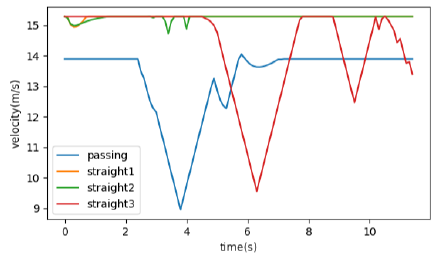 15
14
13
12
11
10
9
velocity(m/s)
passing
straight1
straight2
straight3
0 2 4 6 8 10
time(s)